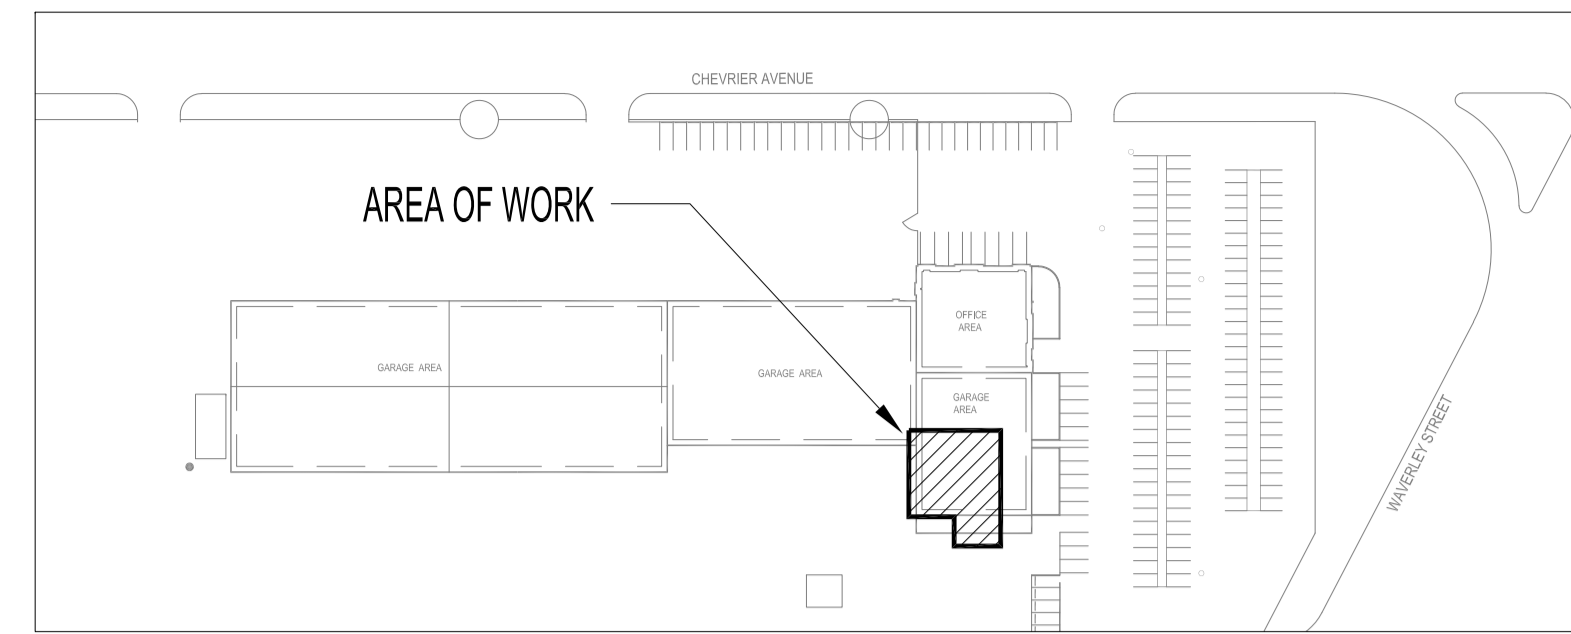 CHEVRIER AVENUE
AREA OF WORK
OFFICE
AREA
GARAGE AREA
GARAGE AREA
GARAGE
AREA
WAVERLEY STREET